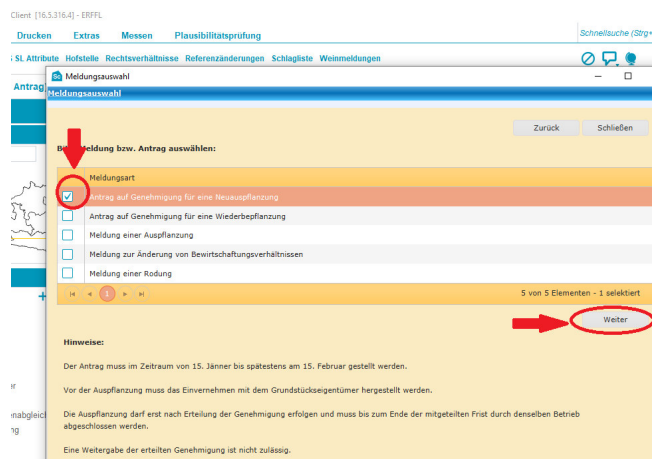 Client [16.5.316.4] - ERFFL
Drucken Extras Messen Plausibilitätsprüfung
Schnellsuche (Strg+
SL Attribute Hofstelle Rechtsverhältnisse Referenzänderungen Schlagliste Weinmeldungen
Meldungsauswahl
Antrag
Meldungsauswahl
Zurück Schließen
Meldung bzw. Antrag auswählen:
Meldungsart
Antrag auf Genehmigung für eine Neuauspflanzung
Antrag auf Genehmigung für eine Wiederbepflanzung
Meldung einer Auspflanzung
Meldung zur Änderung von Bewirtschaftungsverhältnissen
Meldung einer Rodung
1 5 von 5 Elementen - 1 selektiert
Weiter
Hinweise:
Der Antrag muss im Zeitraum von 15. Jänner bis spätestens am 15. Februar gestellt werden.
Vor der Auspflanzung muss das Einvernehmen mit dem Grundstückseigentümer hergestellt werden.
Die Auspflanzung darf erst nach Erteilung der Genehmigung erfolgen und muss bis zum Ende der mitgeteilten Frist durch denselben Betrieb
abgeschlossen werden.
Eine Weitergabe der erteilten Genehmigung ist nicht zulässig.